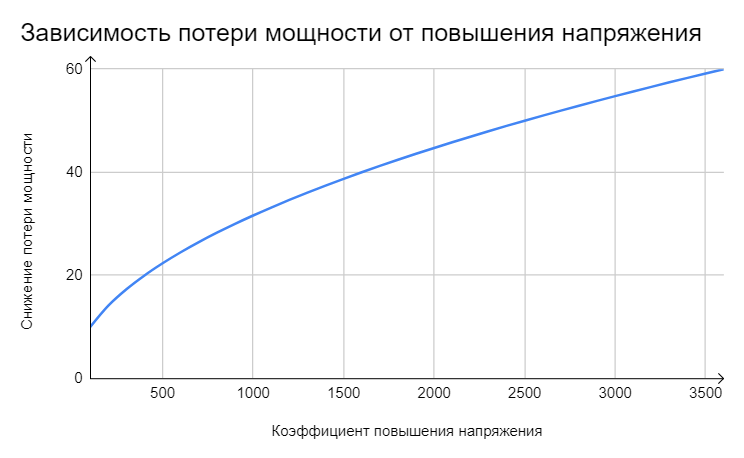 Зависимость потери мощности от повышения напряжения
60
40
20
0
Снижение потери мощности
500 1000 1500 2000 2500 3000 3500
Коэффициент повышения напряжения